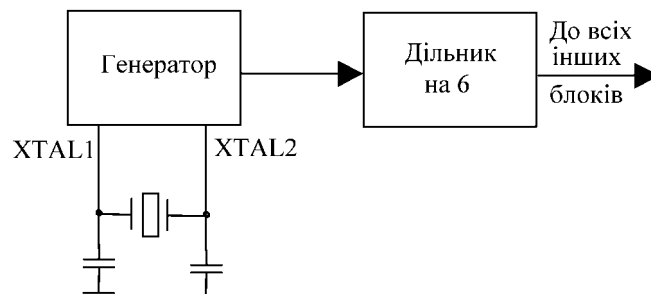 Генератор
Дільник
на 6
До всіх
інших
блоків
XTAL1
XTAL2